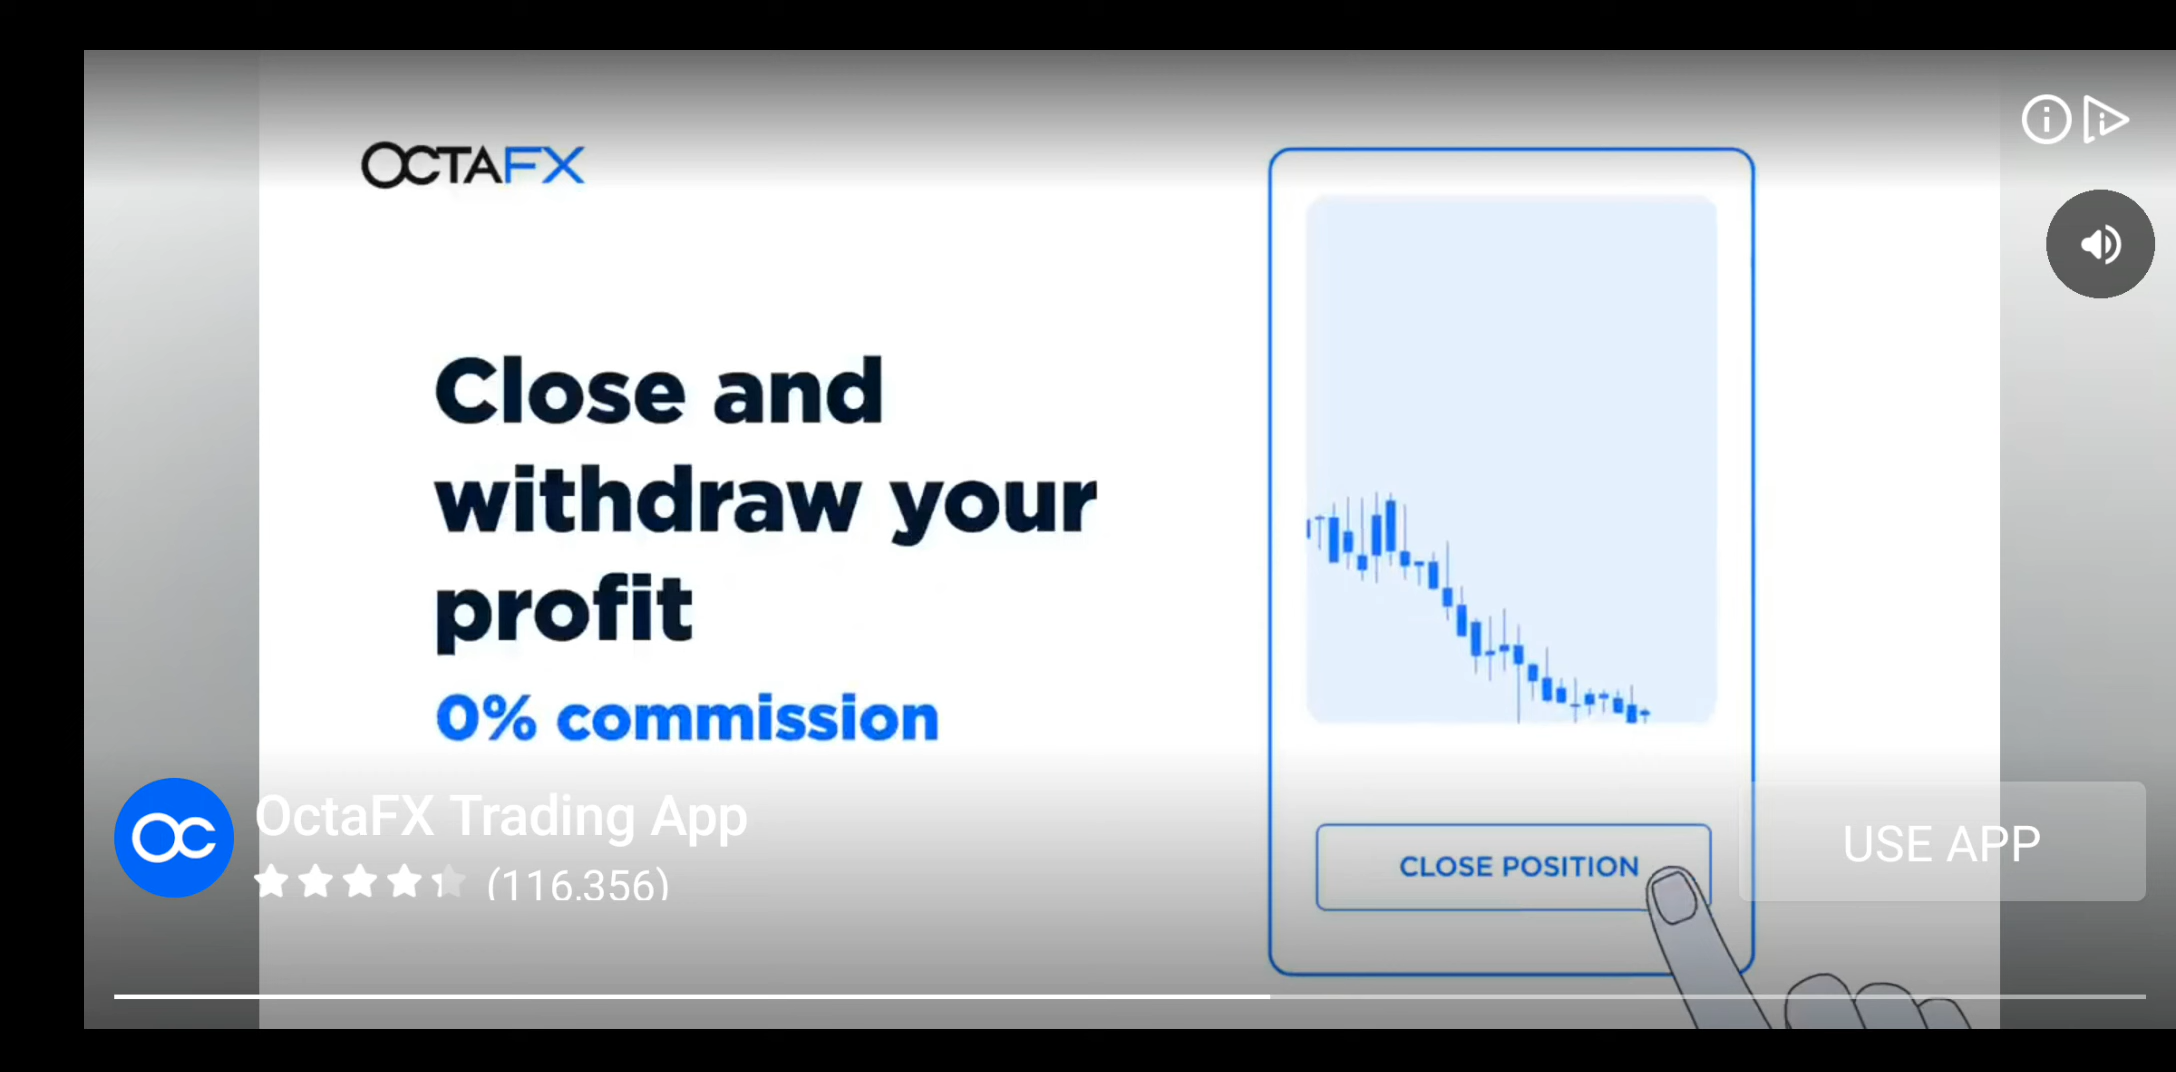 OCTAFX
Close and
withdraw your
profit
0% commission
CLOSE POSITION
OctaFX Trading App
(116.356)
USE APP